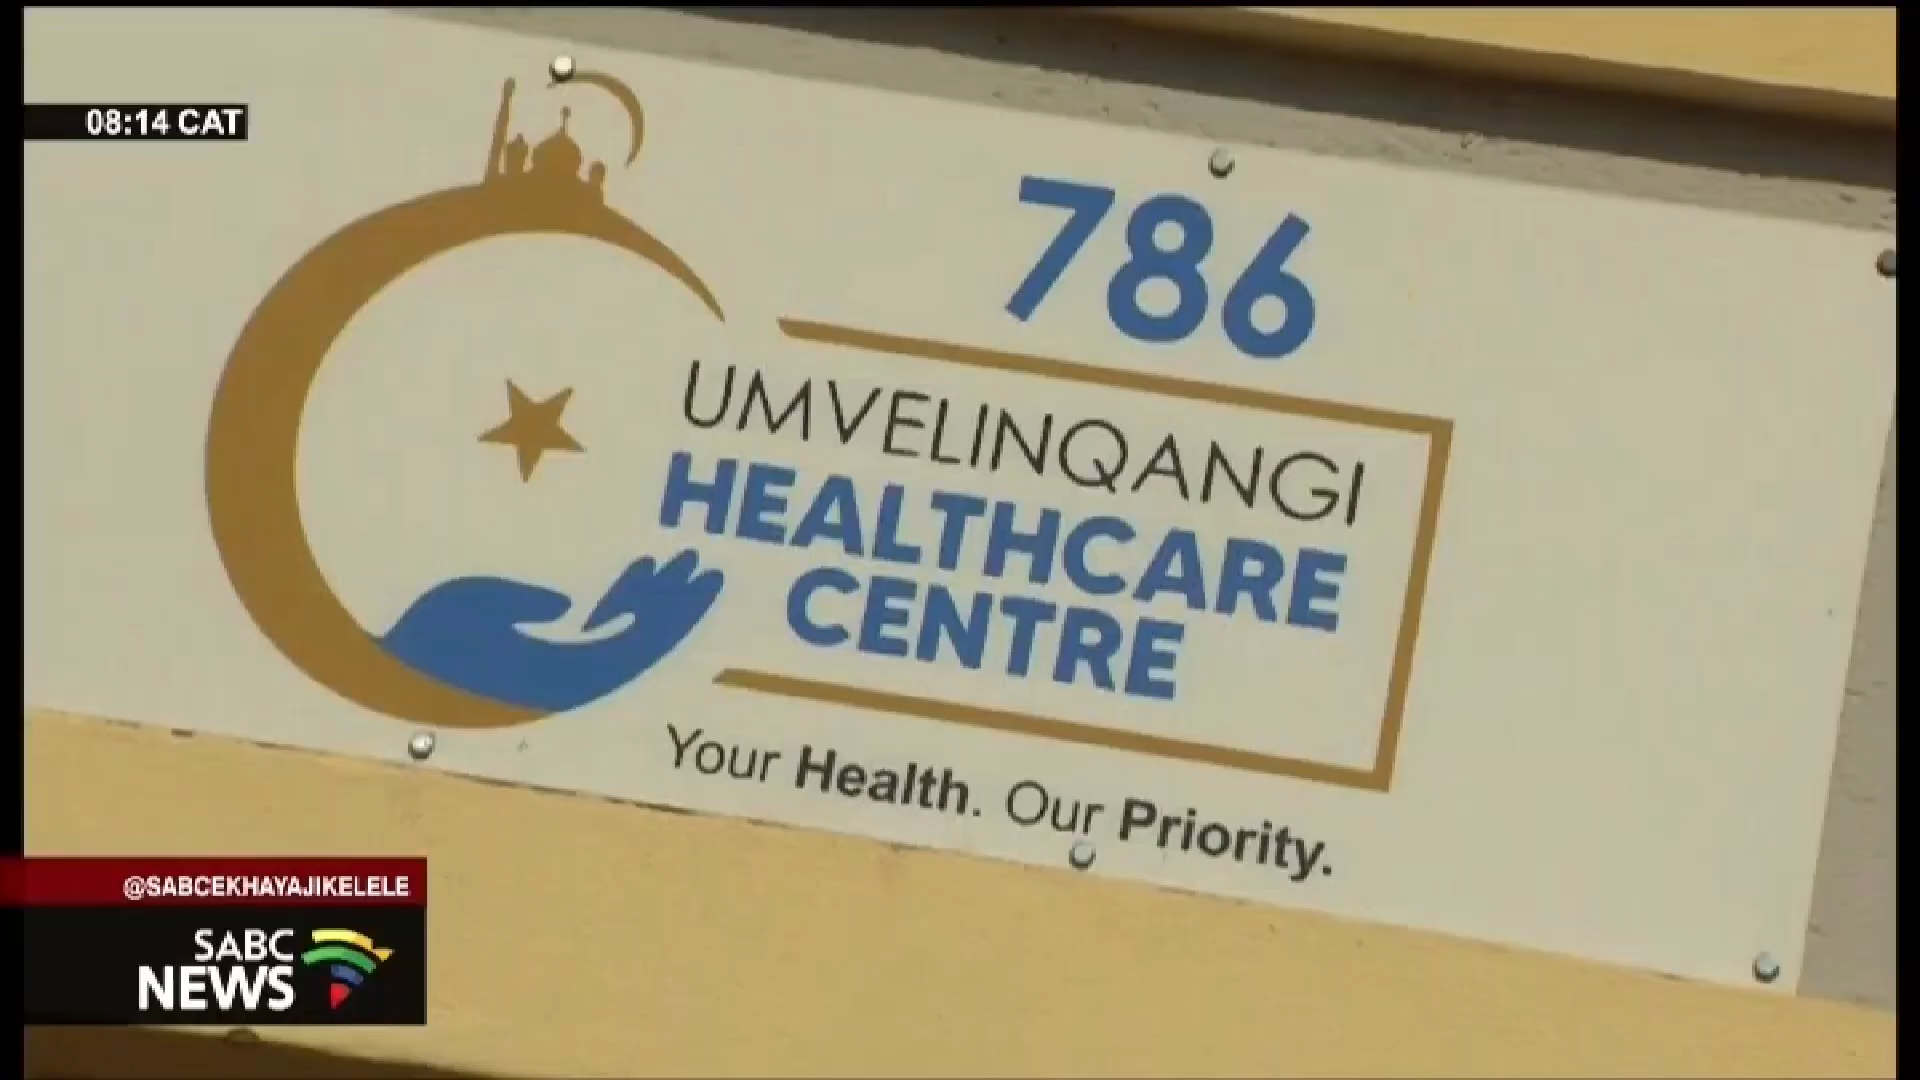 08:14 CAT
786
UMVELINQANGI
HEALTHCARE
CENTRE
Your Health. Our Priority.
@SABCEKHAYAJIKELELE
SABC
NEWS